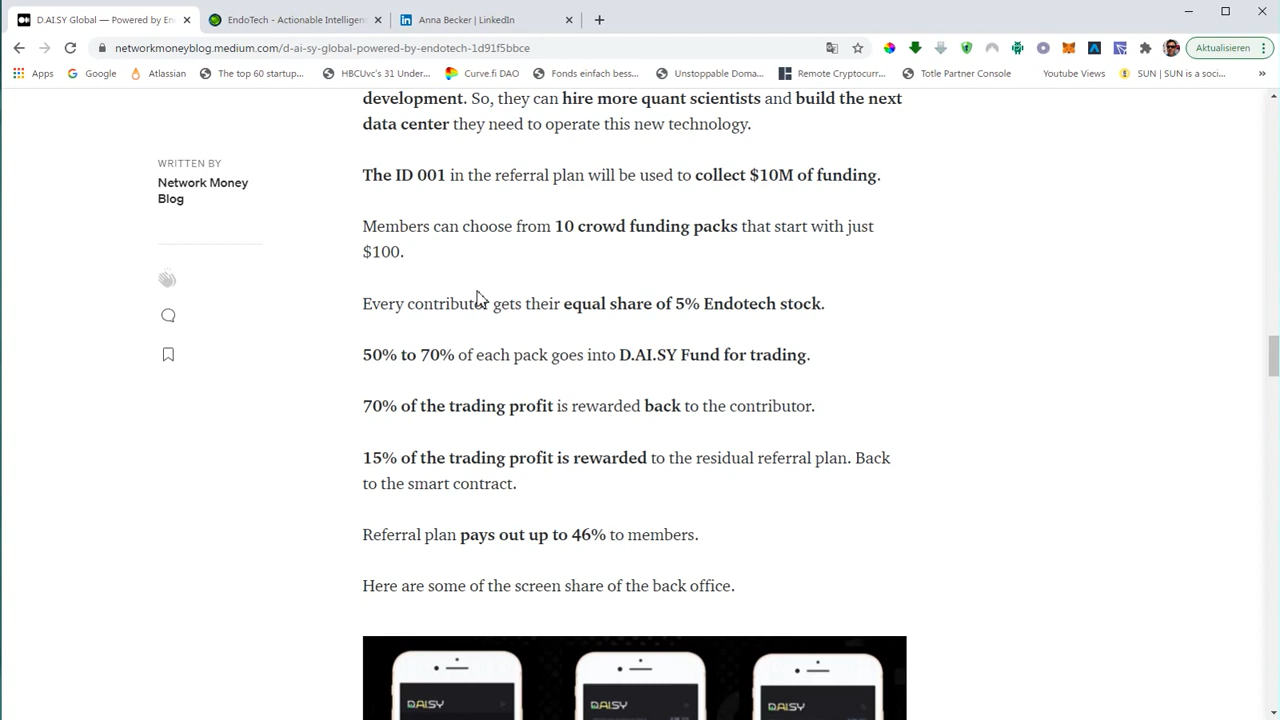 D.AI.SY Global — Powered by En
EndoTech - Actionable Intelligen
Anna Becker | LinkedIn
networkmoneyblog.medium.com/d-ai-sy-global-powered-by-endotech-1d91f5bbce
Aktualisieren
Apps
Google
Atlassian
The top 60 startup...
HBCUvc's 31 Under...
Curve.fi DAO
Fonds einfach bess...
Unstoppable Doma...
Remote Cryptocurr...
Totle Partner Console
Youtube Views
SUN | SUN is a soci...
development. So, they can hire more quant scientists and build the next
data center they need to operate this new technology.
WRITTEN BY
Network Money
Blog
The ID 001 in the referral plan will be used to collect $10M of funding.
Members can choose from 10 crowd funding packs that start with just
$100.
Every contributor gets their equal share of 5% Endotech stock.
50% to 70% of each pack goes into D.AI.SY Fund for trading.
70% of the trading profit is rewarded back to the contributor.
15% of the trading profit is rewarded to the residual referral plan. Back
to the smart contract.
Referral plan pays out up to 46% to members.
Here are some of the screen share of the back office.
D.AI.SY
D.AI.SY
D.AI.SY